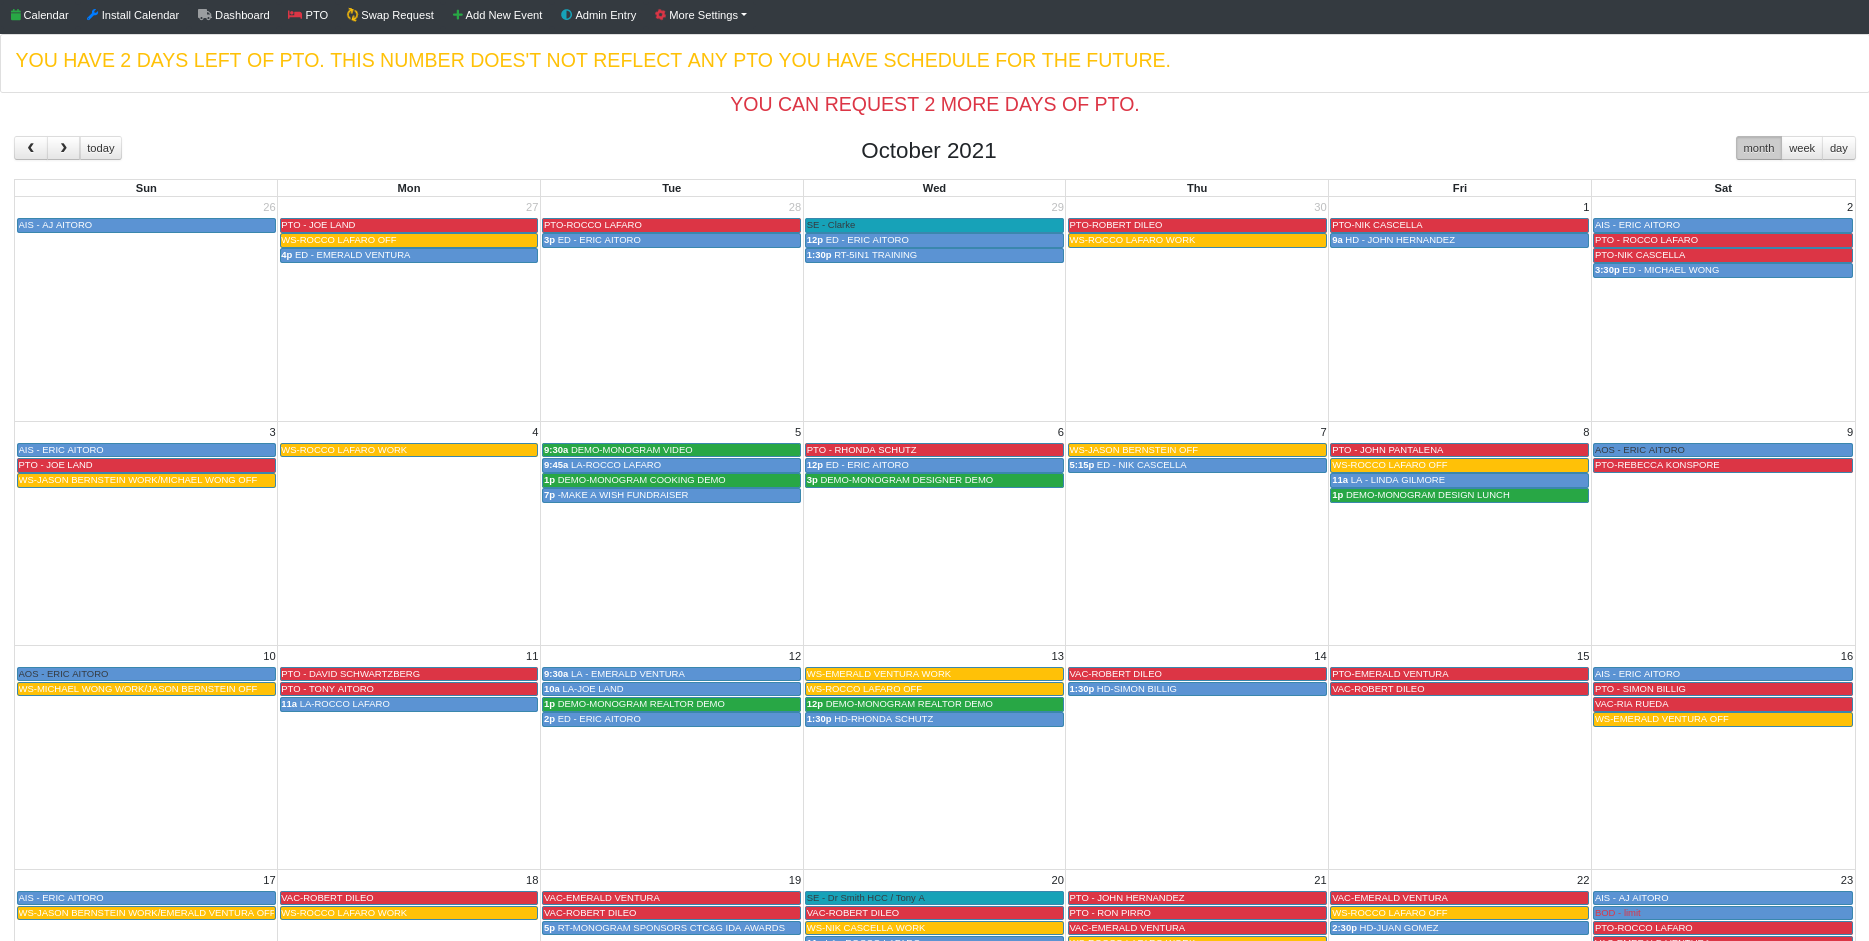 Calendar Install Calendar Dashboard PTO Swap Request Add New Event Admin Entry More Settings
YOU HAVE 2 DAYS LEFT OF PTO. THIS NUMBER DOES'T NOT REFLECT ANY PTO YOU HAVE SCHEDULE FOR THE FUTURE.
YOU CAN REQUEST 2 MORE DAYS OF PTO.
today October 2021 month week day
Sun Mon Tue Wed Thu Fri Sat
26 27 28 29 30 1 2
AIS - AJ AITORO PTO - JOE LAND PTO-ROCCO LAFARO SE - Clarke PTO-ROBERT DILEO PTO-NIK CASCELLA AIS - ERIC AITORO
WS-ROCCO LAFARO OFF 3p ED - ERIC AITORO 12p ED - ERIC AITORO WS-ROCCO LAFARO WORK 9a HD - JOHN HERNANDEZ PTO - ROCCO LAFARO
4p ED - EMERALD VENTURA 1:30p RT-5IN1 TRAINING PTO-NIK CASCELLA
3:30p ED - MICHAEL WONG
3 4 5 6 7 8 9
AIS - ERIC AITORO WS-ROCCO LAFARO WORK 9:30a DEMO-MONOGRAM VIDEO PTO - RHONDA SCHUTZ WS-JASON BERNSTEIN OFF PTO - JOHN PANTALENA AOS - ERIC AITORO
PTO - JOE LAND 9:45a LA-ROCCO LAFARO 12p ED - ERIC AITORO 5:15p ED - NIK CASCELLA WS-ROCCO LAFARO OFF PTO-REBECCA KONSPORE
WS-JASON BERNSTEIN WORK/MICHAEL WONG OFF 1p DEMO-MONOGRAM COOKING DEMO 3p DEMO-MONOGRAM DESIGNER DEMO 11a LA - LINDA GILMORE
7p -MAKE A WISH FUNDRAISER 1p DEMO-MONOGRAM DESIGN LUNCH
10 11 12 13 14 15 16
AOS - ERIC AITORO PTO - DAVID SCHWARTZBERG 9:30a LA - EMERALD VENTURA WS-EMERALD VENTURA WORK VAC-ROBERT DILEO PTO-EMERALD VENTURA AIS - ERIC AITORO
WS-MICHAEL WONG WORK/JASON BERNSTEIN OFF PTO - TONY AITORO 10a LA-JOE LAND WS-ROCCO LAFARO OFF 1:30p HD-SIMON BILLIG VAC-ROBERT DILEO PTO - SIMON BILLIG
11a LA-ROCCO LAFARO 1p DEMO-MONOGRAM REALTOR DEMO 12p DEMO-MONOGRAM REALTOR DEMO VAC-RIA RUEDA
2p ED - ERIC AITORO 1:30p HD-RHONDA SCHUTZ WS-EMERALD VENTURA OFF
17 18 19 20 21 22 23
AIS - ERIC AITORO VAC-ROBERT DILEO VAC-EMERALD VENTURA SE - Dr Smith HCC / Tony A PTO - JOHN HERNANDEZ VAC-EMERALD VENTURA AIS - AJ AITORO
WS-JASON BERNSTEIN WORK/EMERALD VENTURA OFF WS-ROCCO LAFARO WORK VAC-ROBERT DILEO VAC-ROBERT DILEO PTO - RON PIRRO WS-ROCCO LAFARO OFF BOD - limit
5p RT-MONOGRAM SPONSORS CTC&G IDA AWARDS WS-NIK CASCELLA WORK VAC-EMERALD VENTURA 2:30p HD-JUAN GOMEZ PTO-ROCCO LAFARO